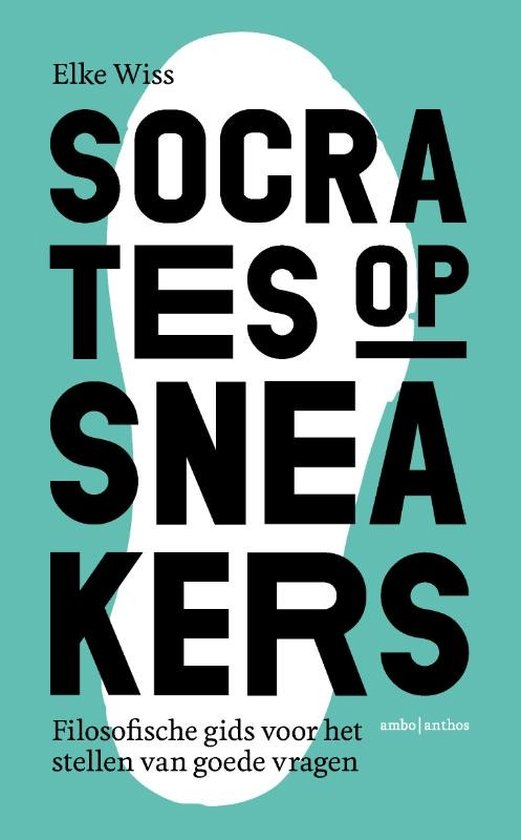 Elke Wiss
SOCRA
TES OP
SNEA
KERS
Filosofische gids voor het
stellen van goede vragen
ambo|anthos